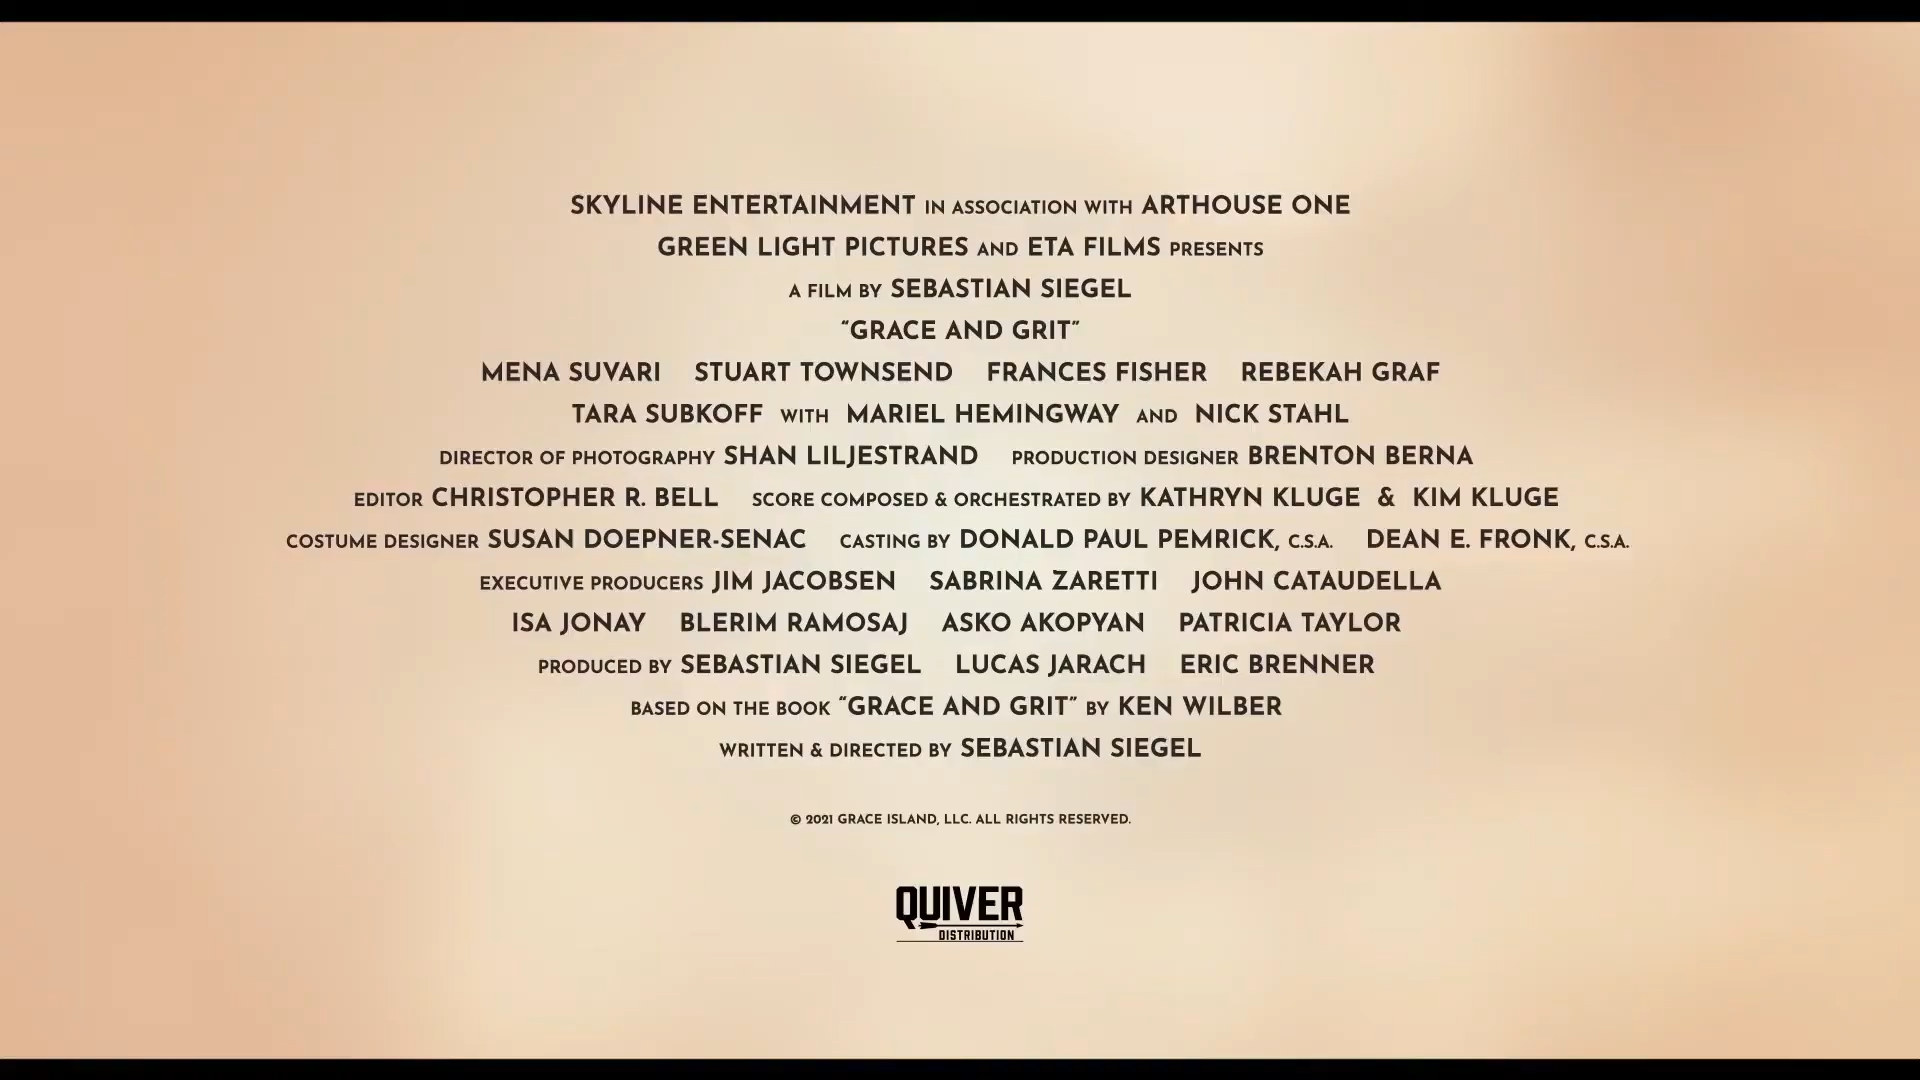 SKYLINE ENTERTAINMENT IN ASSOCIATION WITH ARTHOUSE ONE
GREEN LIGHT PICTURES AND ETA FILMS PRESENTS
A FILM BY SEBASTIAN SIEGEL
“GRACE AND GRIT”
MENA SUVARI STUART TOWNSEND FRANCES FISHER REBEKAH GRAF
TARA SUBKOFF WITH MARIEL HEMINGWAY AND NICK STAHL
DIRECTOR OF PHOTOGRAPHY SHAN LILJESTRAND PRODUCTION DESIGNER BRENTON BERNA
EDITOR CHRISTOPHER R. BELL SCORE COMPOSED & ORCHESTRATED BY KATHRYN KLUGE & KIM KLUGE
COSTUME DESIGNER SUSAN DOEPNER-SENAC CASTING BY DONALD PAUL PEMRICK, C.S.A. DEAN E. FRONK, C.S.A.
EXECUTIVE PRODUCERS JIM JACOBSEN SABRINA ZARETTI JOHN CATAUDELLA
ISA JONAY BLERIM RAMOSAJ ASKO AKOPYAN PATRICIA TAYLOR
PRODUCED BY SEBASTIAN SIEGEL LUCAS JARACH ERIC BRENNER
BASED ON THE BOOK “GRACE AND GRIT” BY KEN WILBER
WRITTEN & DIRECTED BY SEBASTIAN SIEGEL
© 2021 GRACE ISLAND, LLC. ALL RIGHTS RESERVED.
QUIVER
DISTRIBUTION